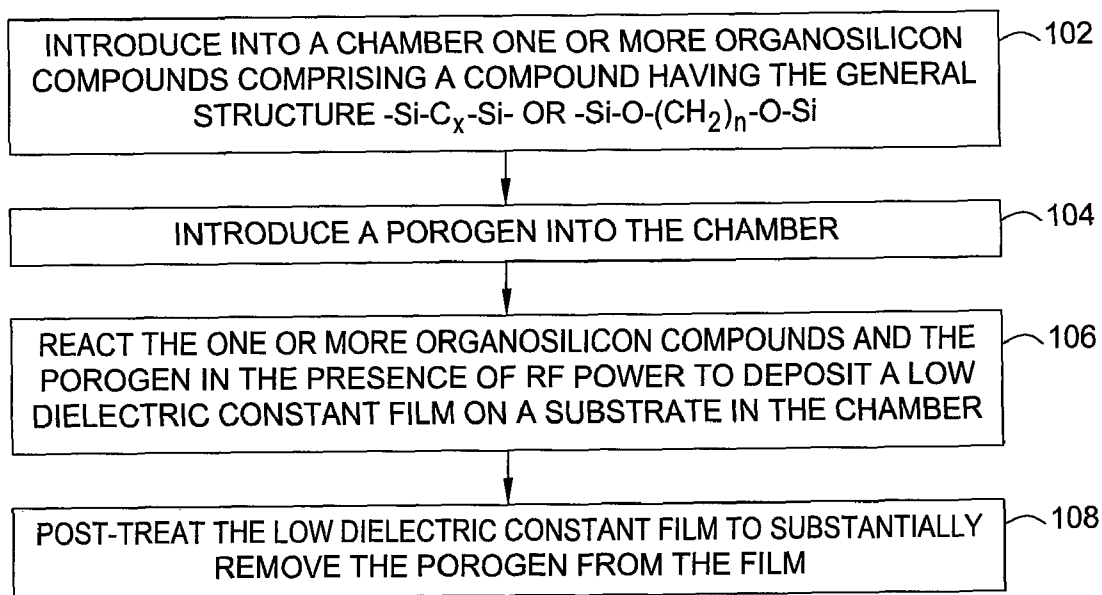 INTRODUCE INTO A CHAMBER ONE OR MORE ORGANOSILICON
COMPOUNDS COMPRISING A COMPOUND HAVING THE GENERAL
STRUCTURE -Si-Cₓ-Si- OR -Si-O-(CH₂)ₙ-O-Si
102
INTRODUCE A POROGEN INTO THE CHAMBER
104
REACT THE ONE OR MORE ORGANOSILICON COMPOUNDS AND THE
POROGEN IN THE PRESENCE OF RF POWER TO DEPOSIT A LOW
DIELECTRIC CONSTANT FILM ON A SUBSTRATE IN THE CHAMBER
106
POST-TREAT THE LOW DIELECTRIC CONSTANT FILM TO SUBSTANTIALLY
REMOVE THE POROGEN FROM THE FILM
108